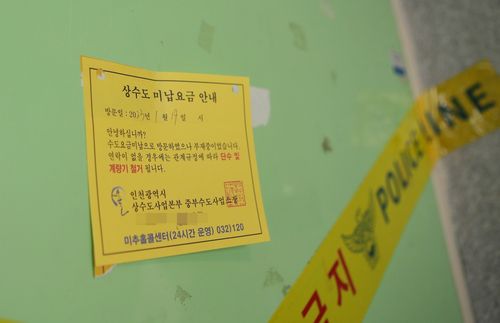 상수도 미납요금 안내
방문일 : 20 년 1월 19일 시
안녕하십니까?
수도요금미납으로 방문하였으나 부재중이었습니다.
연락이 없을 경우에는 관계규정에 따라 단수 및
계량기 철거 됩니다.
인천광역시
상수도사업본부 중부수도사업소장
미추홀콜센터(24시간 운영) 032)120
POLICE LINE
금지